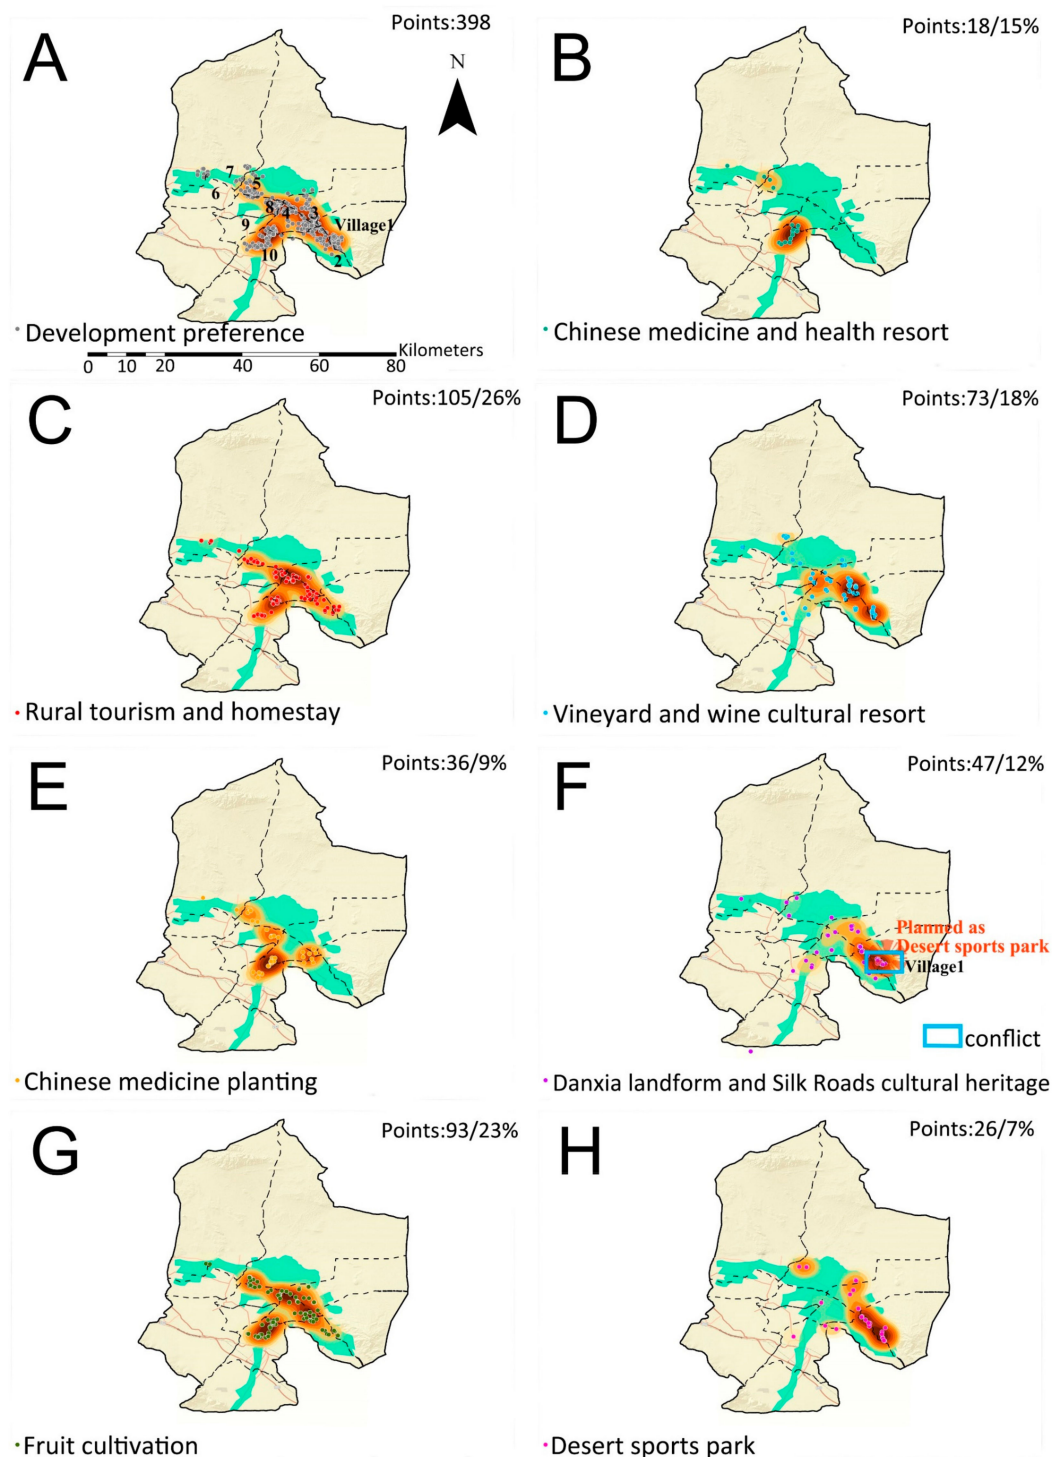 A
Points:398
N
7
5
6
8
4
3
9
Village1
10
2
Development preference
Kilometers
0 10 20 40 60 80
B
Points:18/15%
Chinese medicine and health resort
C
Points:105/26%
Rural tourism and homestay
D
Points:73/18%
Vineyard and wine cultural resort
E
Points:36/9%
Chinese medicine planting
F
Points:47/12%
Planned as
Desert sports park
Village1
conflict
Danxia landform and Silk Roads cultural heritage
G
Points:93/23%
Fruit cultivation
H
Points:26/7%
Desert sports park